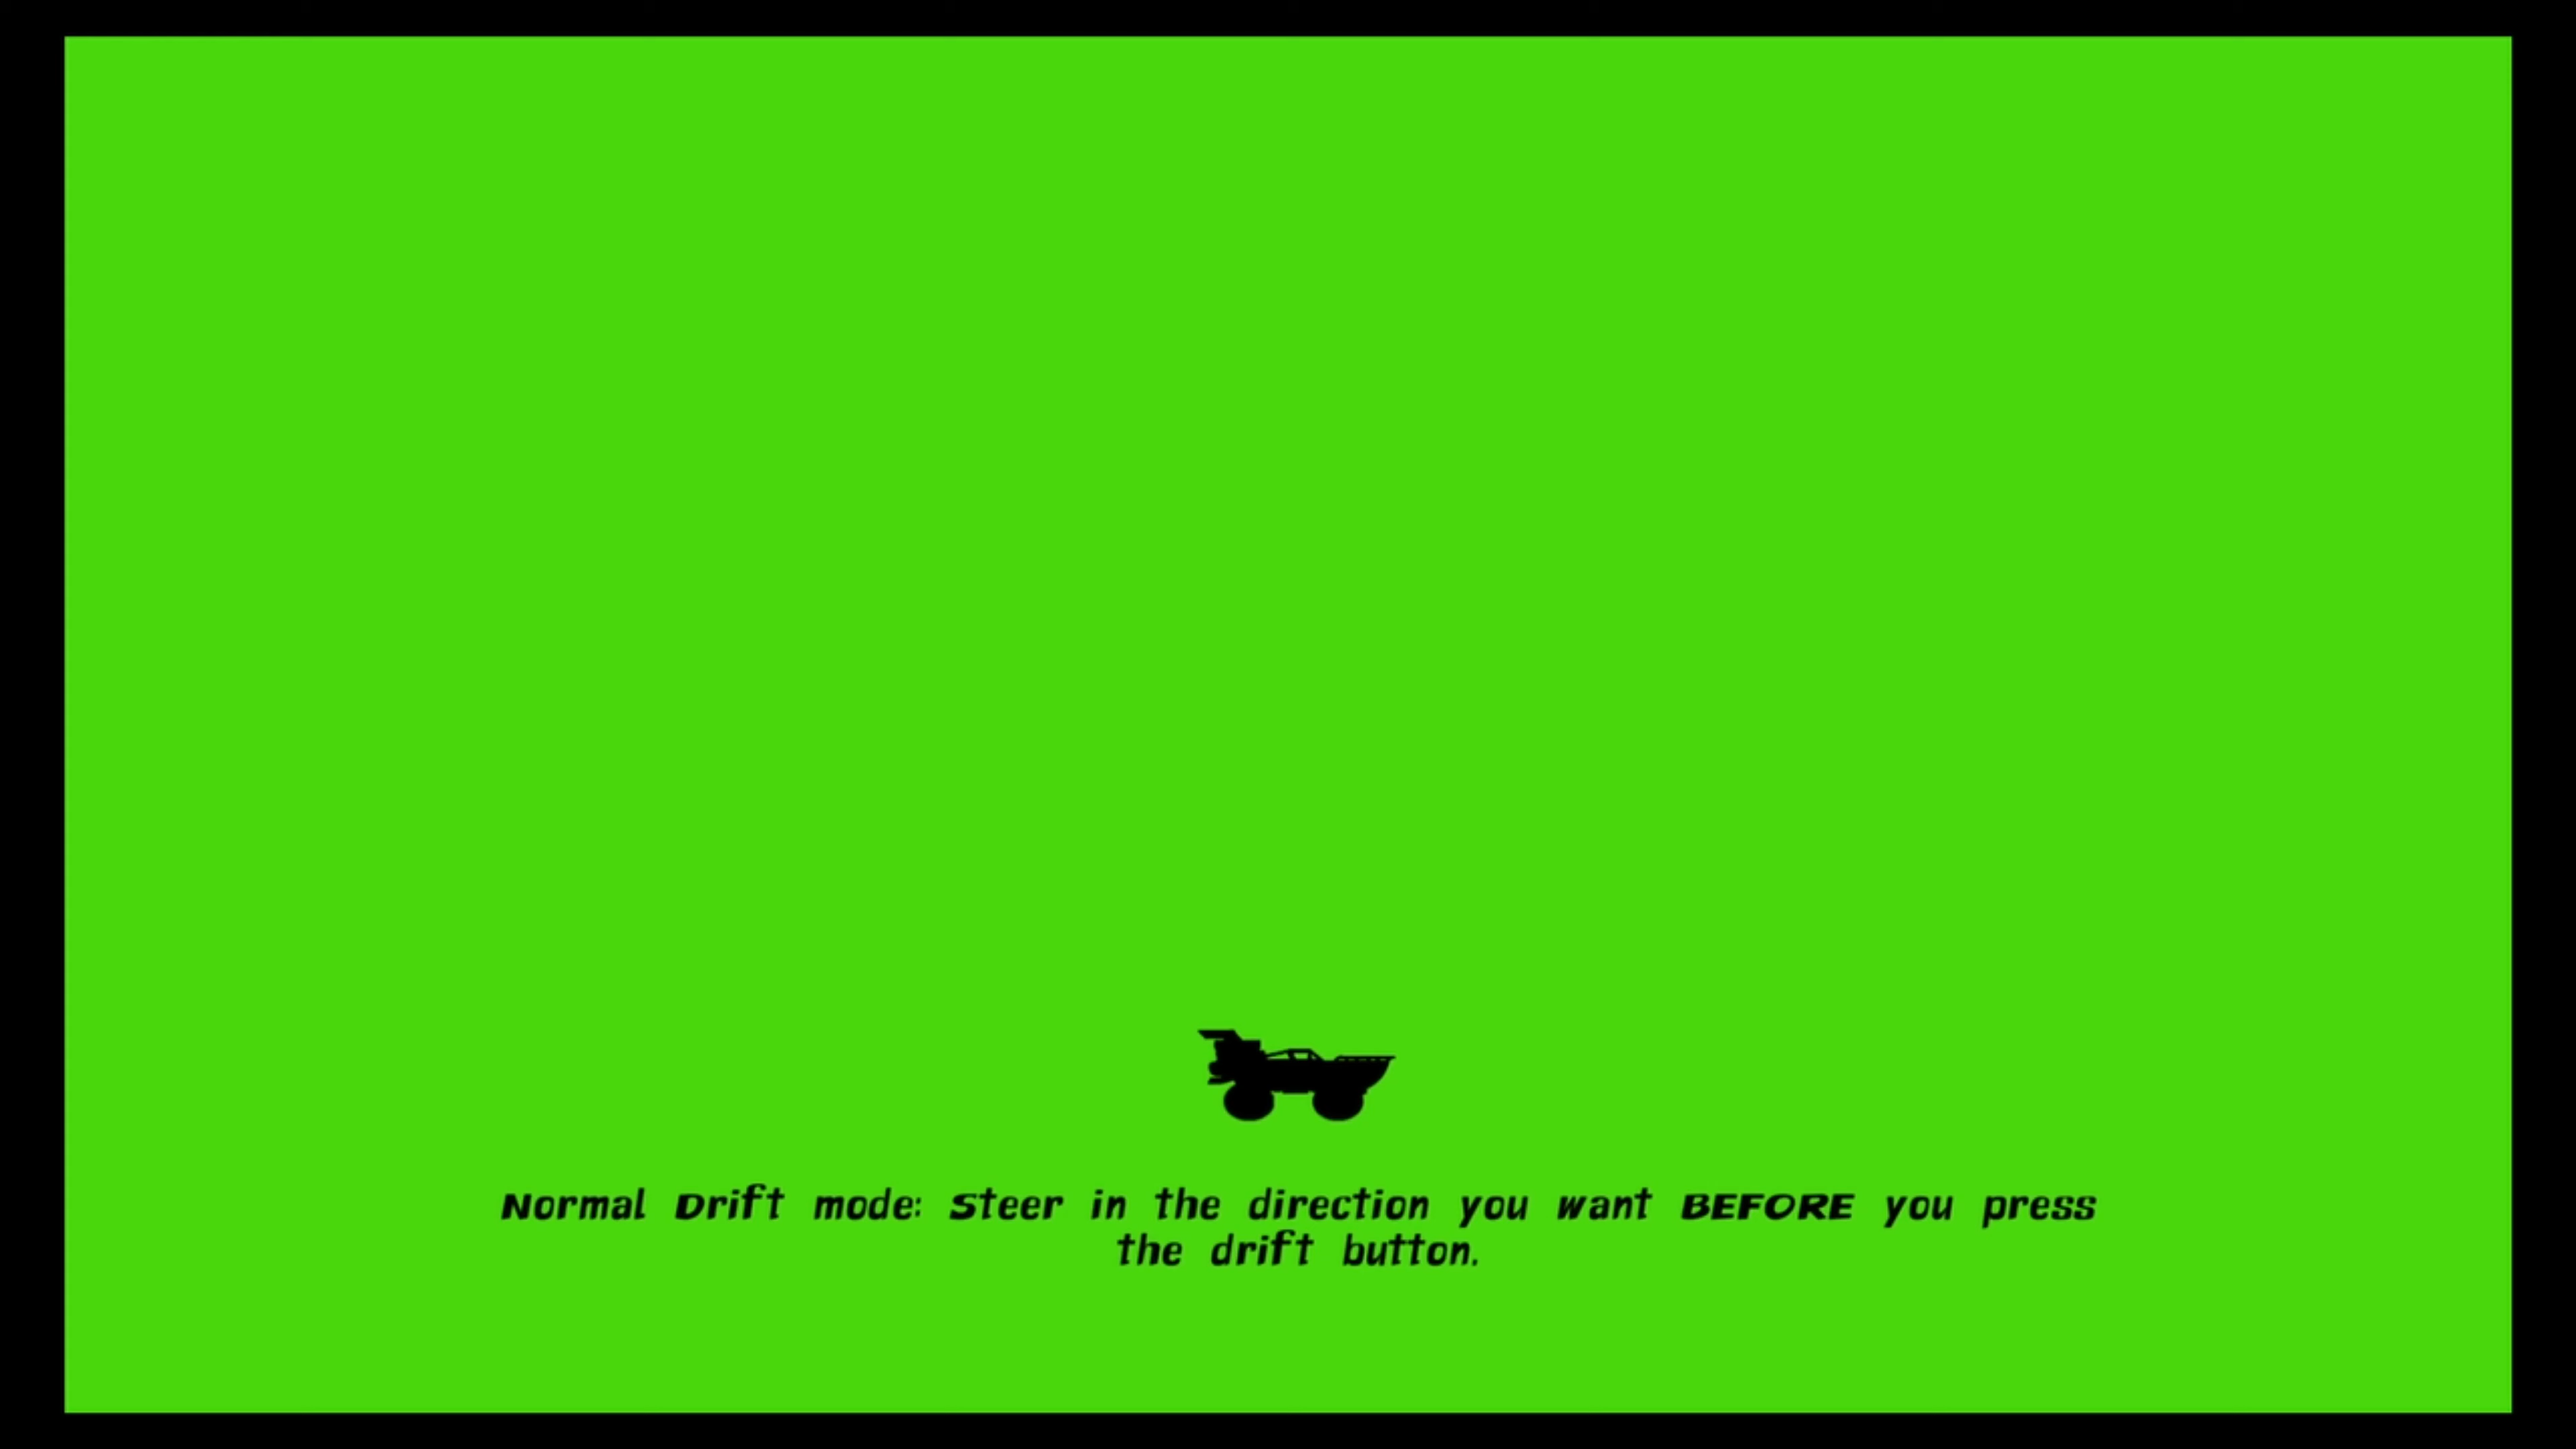 Normal Drift mode: Steer in the direction you want BEFORE you press
the drift button.